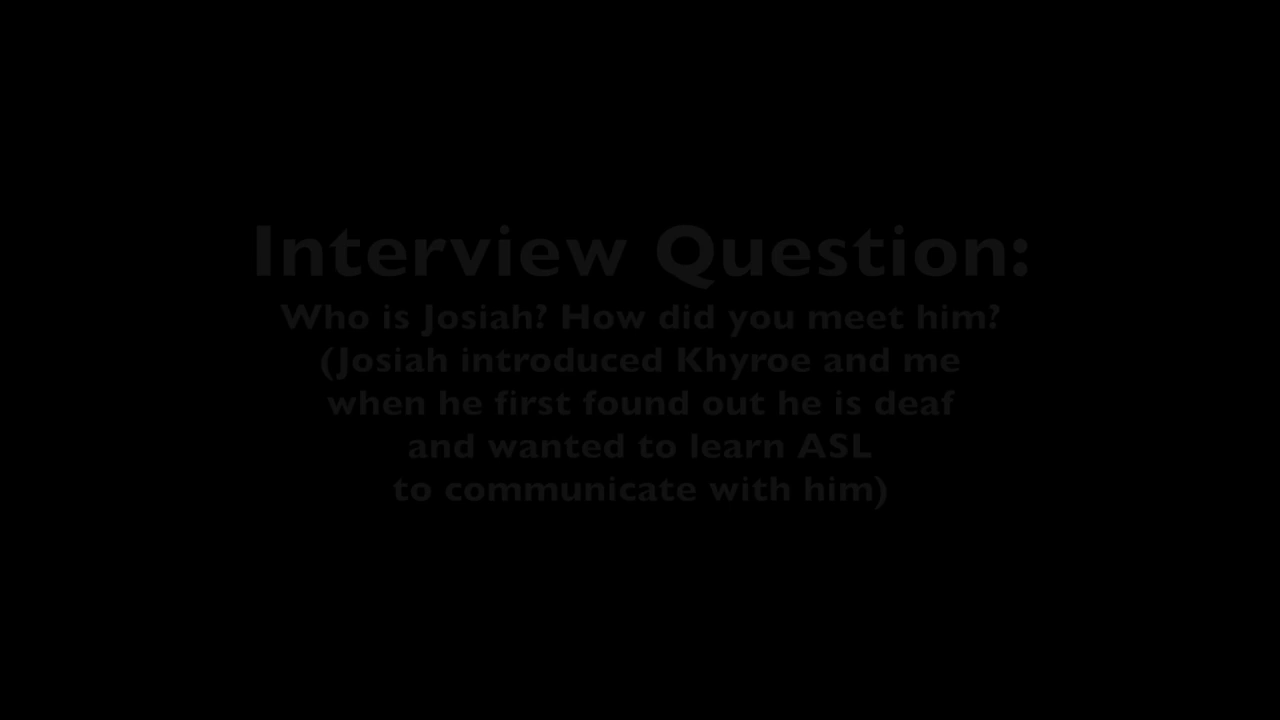 Interview Question:
Who is Josiah? How did you meet him?
(Josiah introduced Khyroe and me
when he first found out he is deaf
and wanted to learn ASL
to communicate with him)